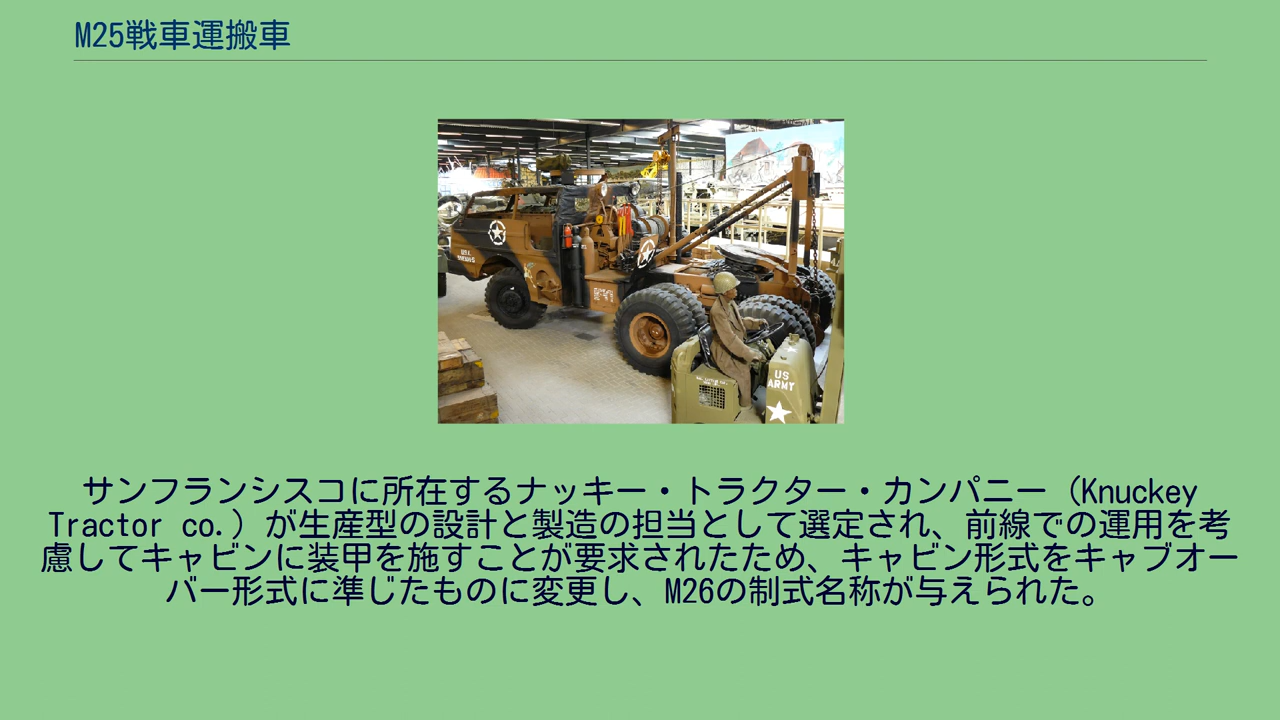 M25戦車運搬車
US
ARMY
サンフランシスコに所在するナッキー・トラクター・カンパニー（Knuckey
Tractor co.）が生産型の設計と製造の担当として選定され、前線での運用を考
慮してキャビンに装甲を施すことが要求されたため、キャビン形式をキャブオー
バー形式に準じたものに変更し、M26の制式名称が与えられた。